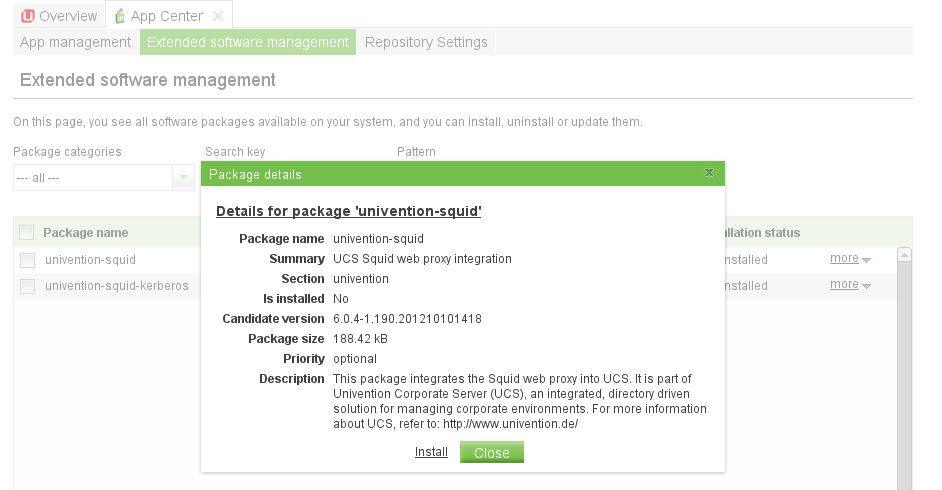 Overview
App Center
App management
Extended software management
Repository Settings
Extended software management
On this page, you see all software packages available on your system, and you can install, uninstall or update them.
Package categories
Search key
Pattern
--- all ---
Package details
Details for package 'univention-squid'
Package name univention-squid
Summary UCS Squid web proxy integration
Section univention
Is installed No
Candidate version 6.0.4-1.190.201210101418
Package size 188.42 kB
Priority optional
Description This package integrates the Squid web proxy into UCS. It is part of
Univention Corporate Server (UCS), an integrated, directory driven
solution for managing corporate environments. For more information
about UCS, refer to: http://www.univention.de/
Install
Close
Package name
allation status
univention-squid
nstalled
more
univention-squid-kerberos
nstalled
more